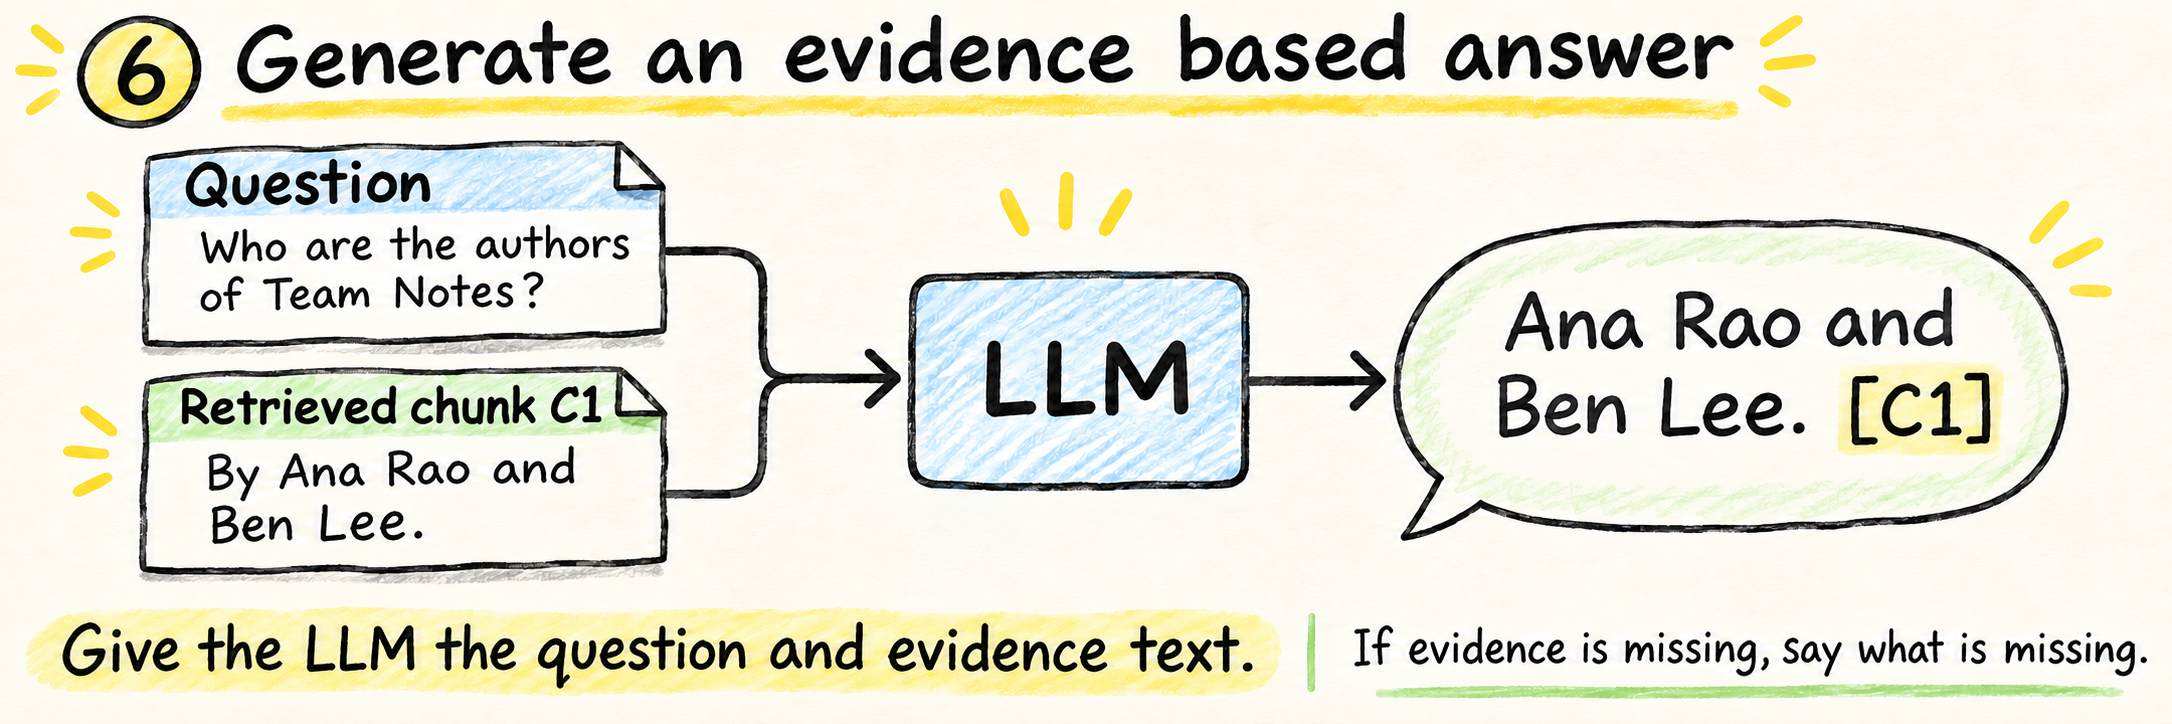 6 Generate an evidence based answer
Question
Who are the authors
of Team Notes?
Retrieved chunk C1
By Ana Rao and
Ben Lee.
LLM
Ana Rao and
Ben Lee. [C1]
Give the LLM the question and evidence text.
If evidence is missing, say what is missing.